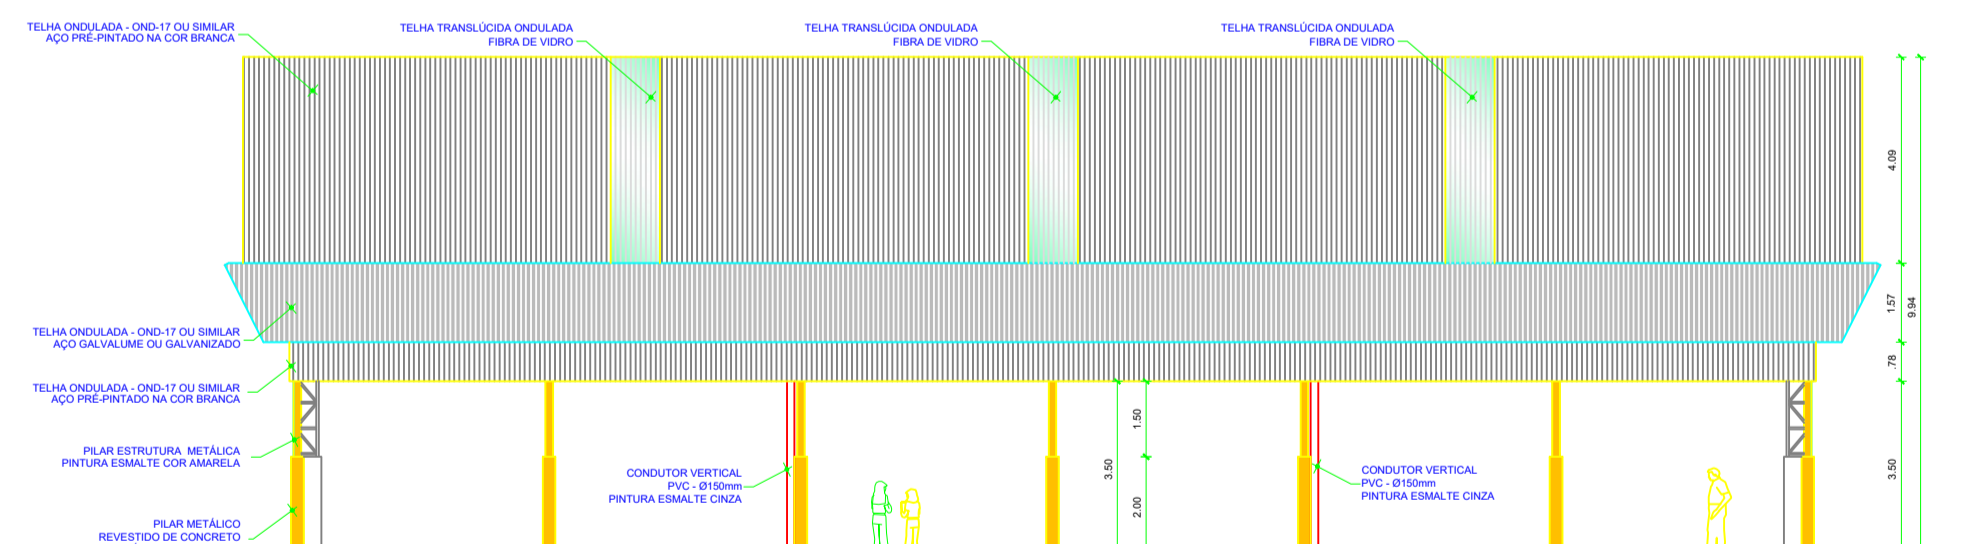 TELHA ONDULADA - OND-17 OU SIMILAR
AÇO PRÉ-PINTADO NA COR BRANCA
TELHA TRANSLÚCIDA ONDULADA
FIBRA DE VIDRO
TELHA TRANSLÚCIDA ONDULADA
FIBRA DE VIDRO
TELHA TRANSLÚCIDA ONDULADA
FIBRA DE VIDRO
4.09
1.57
9.94
.78
TELHA ONDULADA - OND-17 OU SIMILAR
AÇO GALVALUME OU GALVANIZADO
TELHA ONDULADA - OND-17 OU SIMILAR
AÇO PRÉ-PINTADO NA COR BRANCA
PILAR ESTRUTURA METÁLICA
PINTURA ESMALTE COR AMARELA
CONDUTOR VERTICAL
PVC - Ø150mm
PINTURA ESMALTE CINZA
1.50
3.50
2.00
CONDUTOR VERTICAL
PVC - Ø150mm
PINTURA ESMALTE CINZA
3.50
PILAR METÁLICO
REVESTIDO DE CONCRETO